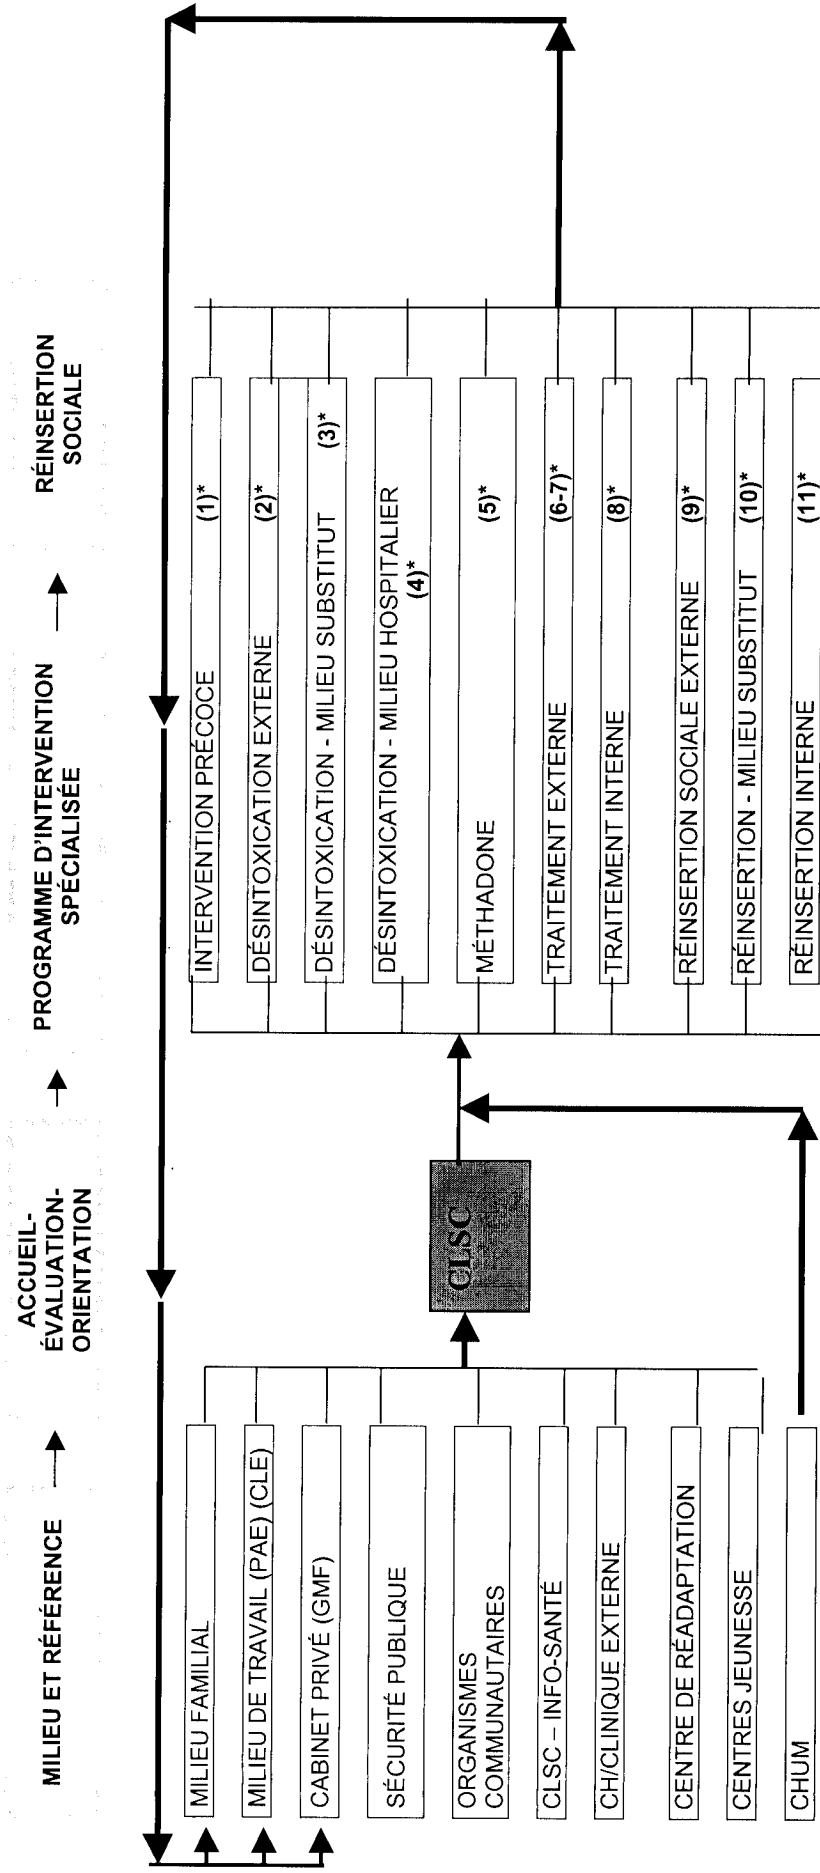 MILIEU ET RÉFÉRENCE
ACCUEIL-
ÉVALUATION-
ORIENTATION
PROGRAMME D'INTERVENTION
SPÉCIALISÉE
RÉINSERTION
SOCIALE
MILIEU FAMILIAL
MILIEU DE TRAVAIL (PAE) (CLE)
CABINET PRIVÉ (GMF)
SÉCURITÉ PUBLIQUE
ORGANISMES
COMMUNAUTAIRES
CLSC – INFO-SANTÉ
CH/CLINIQUE EXTERNE
CENTRE DE RÉADAPTATION
CENTRES JEUNESSE
CHUM
CLSC
INTERVENTION PRÉCOCE (1)*
DÉSINTOXICATION EXTERNE (2)*
DÉSINTOXICATION - MILIEU SUBSTITUT (3)*
DÉSINTOXICATION - MILIEU HOSPITALIER
(4)*
MÉTHADONE (5)*
TRAITEMENT EXTERNE (6-7)*
TRAITEMENT INTERNE (8)*
RÉINSERTION SOCIALE EXTERNE (9)*
RÉINSERTION - MILIEU SUBSTITUT (10)*
RÉINSERTION INTERNE (11)*